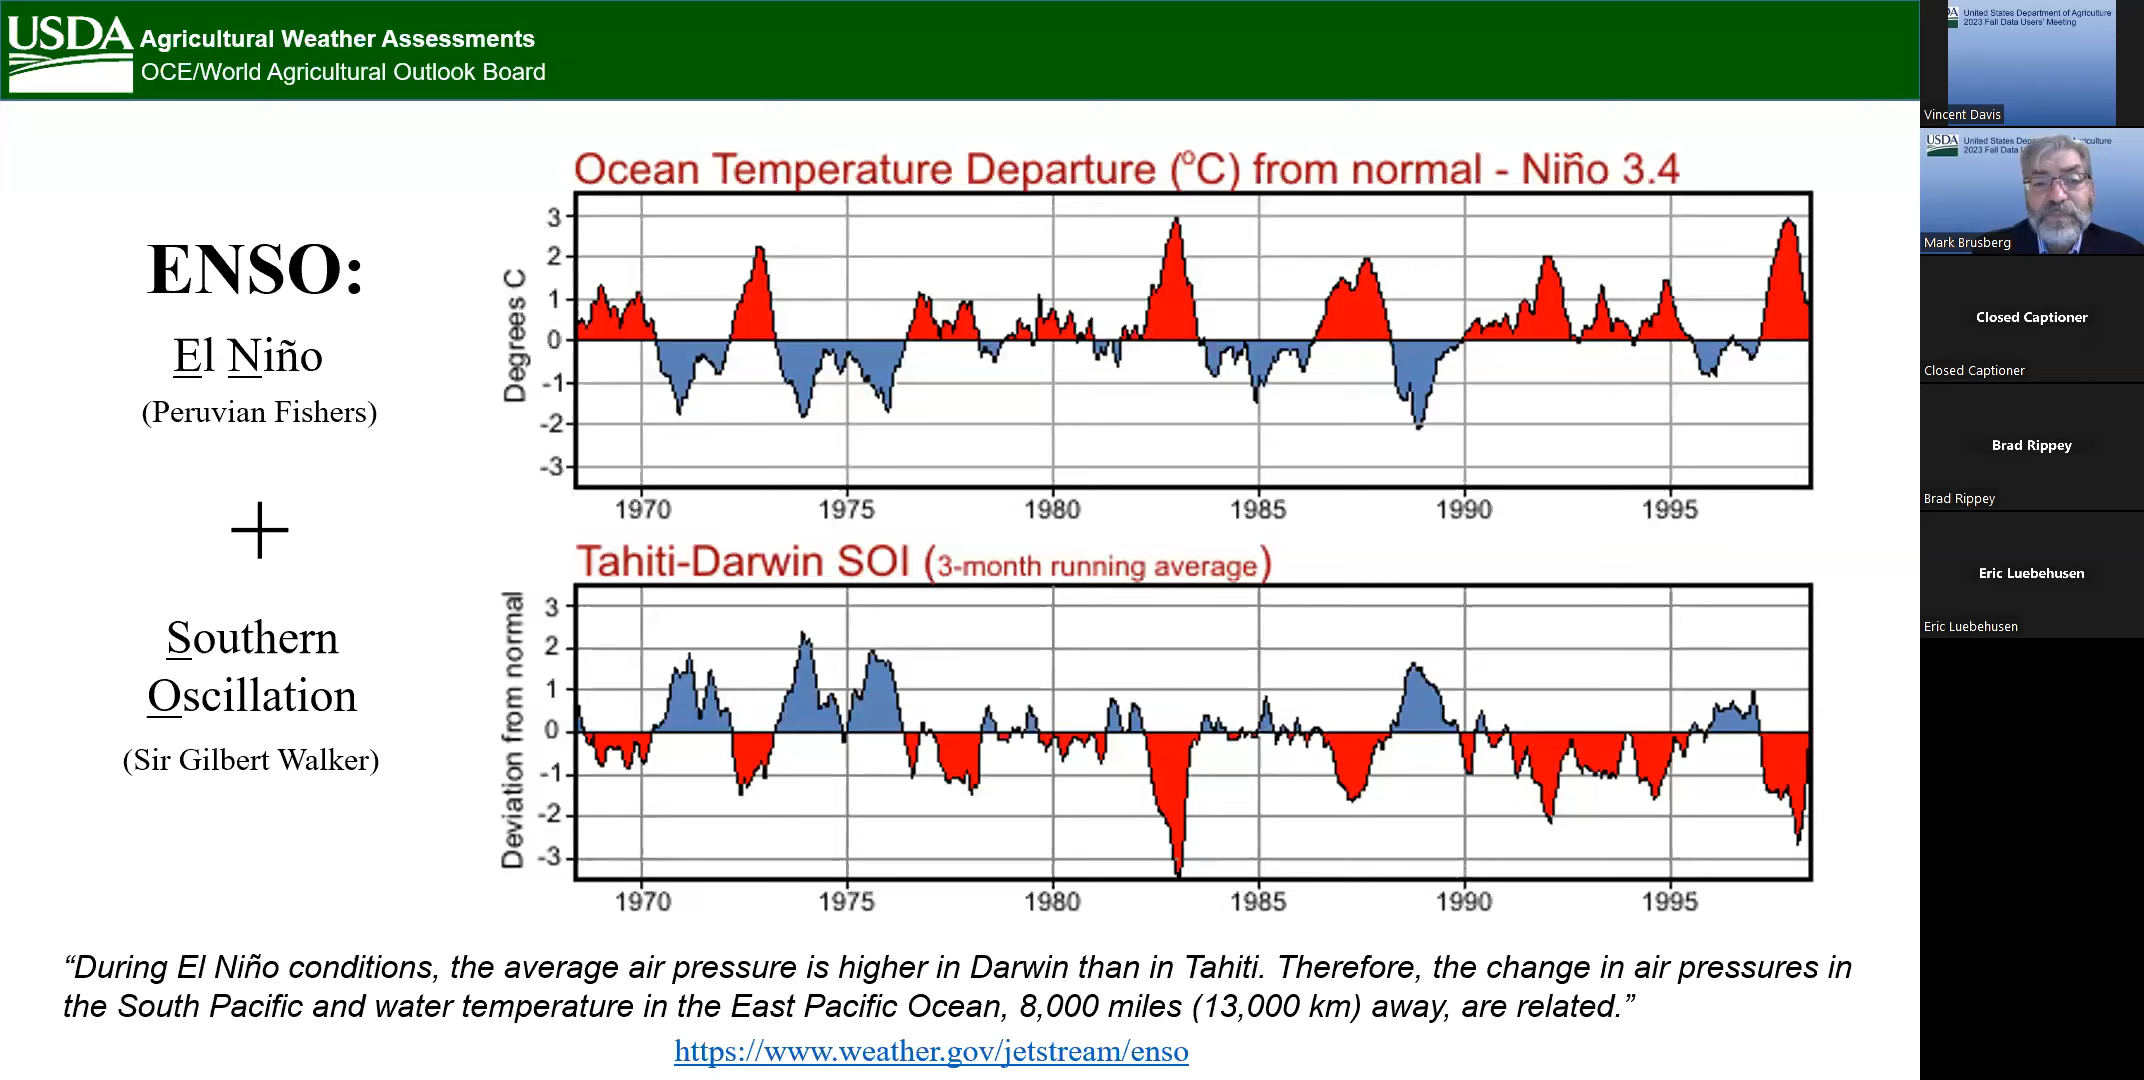 USDA
Agricultural Weather Assessments
OCE/World Agricultural Outlook Board
ENSO:
El Niño
(Peruvian Fishers)
+
Southern
Oscillation
(Sir Gilbert Walker)
Ocean Temperature Departure (°C) from normal - Niño 3.4
Degrees C
3
2
1
0
-1
-2
-3
1970 1975 1980 1985 1990 1995
Tahiti-Darwin SOI (3-month running average)
Deviation from normal
3
2
1
0
-1
-2
-3
1970 1975 1980 1985 1990 1995
“During El Niño conditions, the average air pressure is higher in Darwin than in Tahiti. Therefore, the change in air pressures in
the South Pacific and water temperature in the East Pacific Ocean, 8,000 miles (13,000 km) away, are related.”
https://www.weather.gov/jetstream/enso
United States Department of Agriculture
2023 Fall Data Users' Meeting
Vincent Davis
USDA
United States
2023 Fall Data
Mark Brusberg
Closed Captioner
Closed Captioner
Brad Rippey
Brad Rippey
Eric Luebehusen
Eric Luebehusen